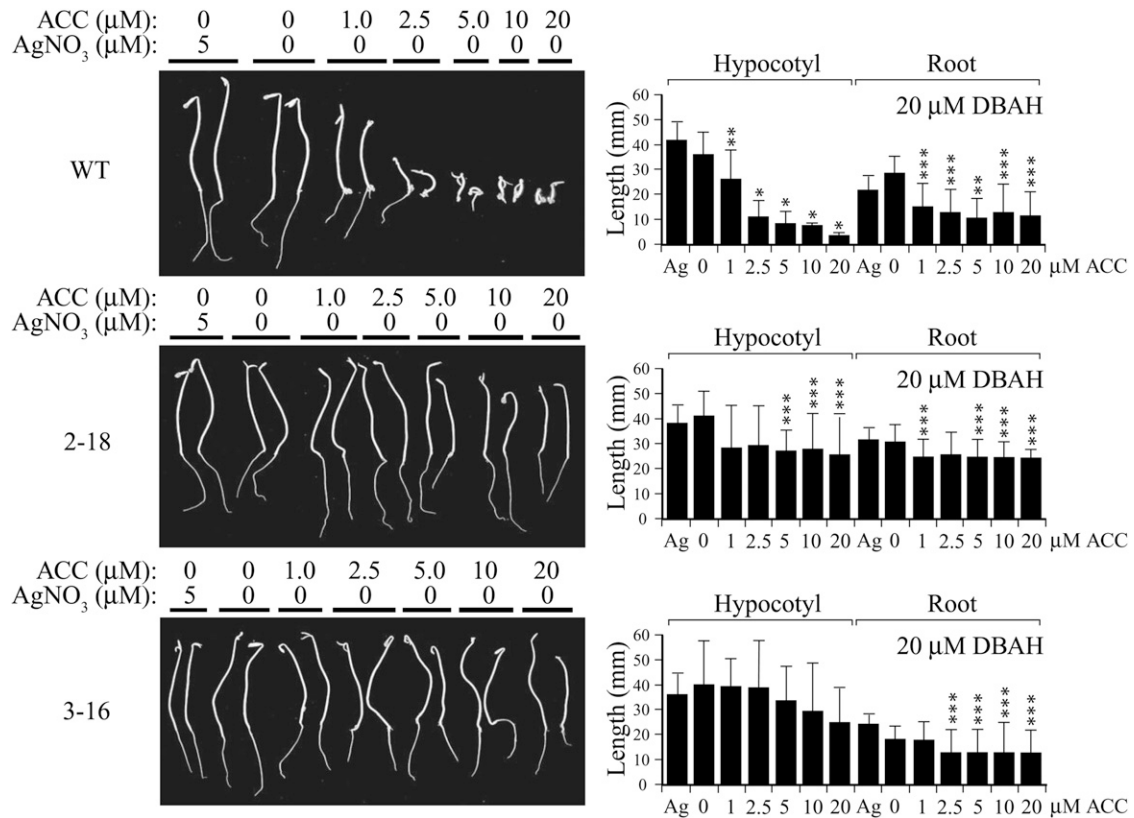 ACC (μM): 0 0 1.0 2.5 5.0 10 20
AgNO₃ (μM): 5 0 0 0 0 0 0
WT
Hypocotyl Root
20 μM DBAH
Length (mm)
60
50
40
30
20
10
0
** * * * * *** *** ** *** ***
Ag 0 1 2.5 5 10 20 Ag 0 1 2.5 5 10 20 μM ACC
ACC (μM): 0 0 1.0 2.5 5.0 10 20
AgNO₃ (μM): 5 0 0 0 0 0 0
2-18
Hypocotyl Root
20 μM DBAH
Length (mm)
60
50
40
30
20
10
0
*** *** *** *** *** *** ***
Ag 0 1 2.5 5 10 20 Ag 0 1 2.5 5 10 20 μM ACC
ACC (μM): 0 0 1.0 2.5 5.0 10 20
AgNO₃ (μM): 5 0 0 0 0 0 0
3-16
Hypocotyl Root
20 μM DBAH
Length (mm)
60
50
40
30
20
10
0
*** *** *** ***
Ag 0 1 2.5 5 10 20 Ag 0 1 2.5 5 10 20 μM ACC